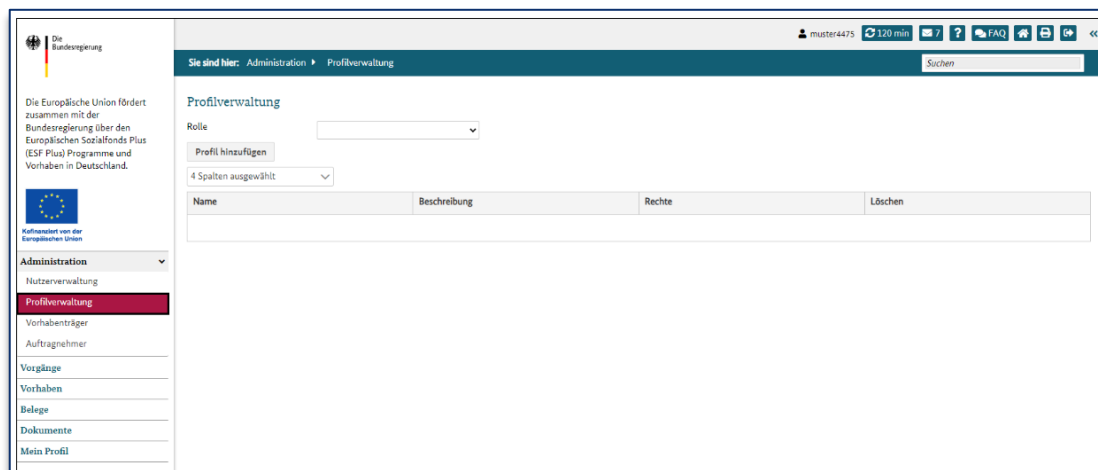 Die
Bundesregierung
muster4475 120 min 7 ? FAQ
Sie sind hier: Administration Profilverwaltung
Suchen
Die Europäische Union fördert
zusammen mit der
Bundesregierung über den
Europäischen Sozialfonds Plus
(ESF Plus) Programme und
Vorhaben in Deutschland.
Kofinanziert von der
Europäischen Union
Administration
Nutzerverwaltung
Profilverwaltung
Vorhabenträger
Auftragnehmer
Vorgänge
Vorhaben
Belege
Dokumente
Mein Profil
Profilverwaltung
Rolle
Profil hinzufügen
4 Spalten ausgewählt
Name Beschreibung Rechte Löschen